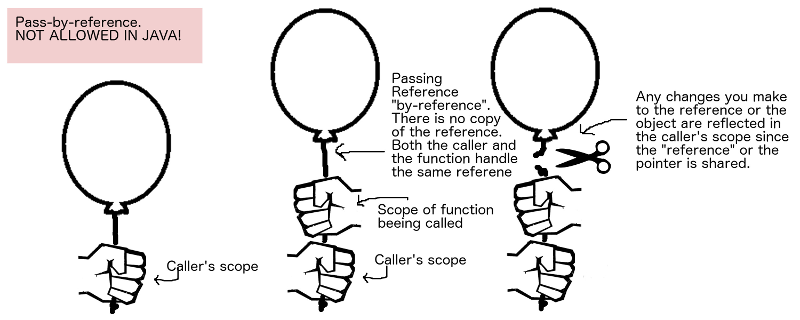 Pass-by-reference.
NOT ALLOWED IN JAVA!
Caller's scope
Passing
Reference
"by-reference".
There is no copy
of the reference.
Both the caller and
the function handle
the same referene
Scope of function
beeing called
Caller's scope
Any changes you make
to the reference or the
object are reflected in
the caller's scope since
the "reference" or the
pointer is shared.